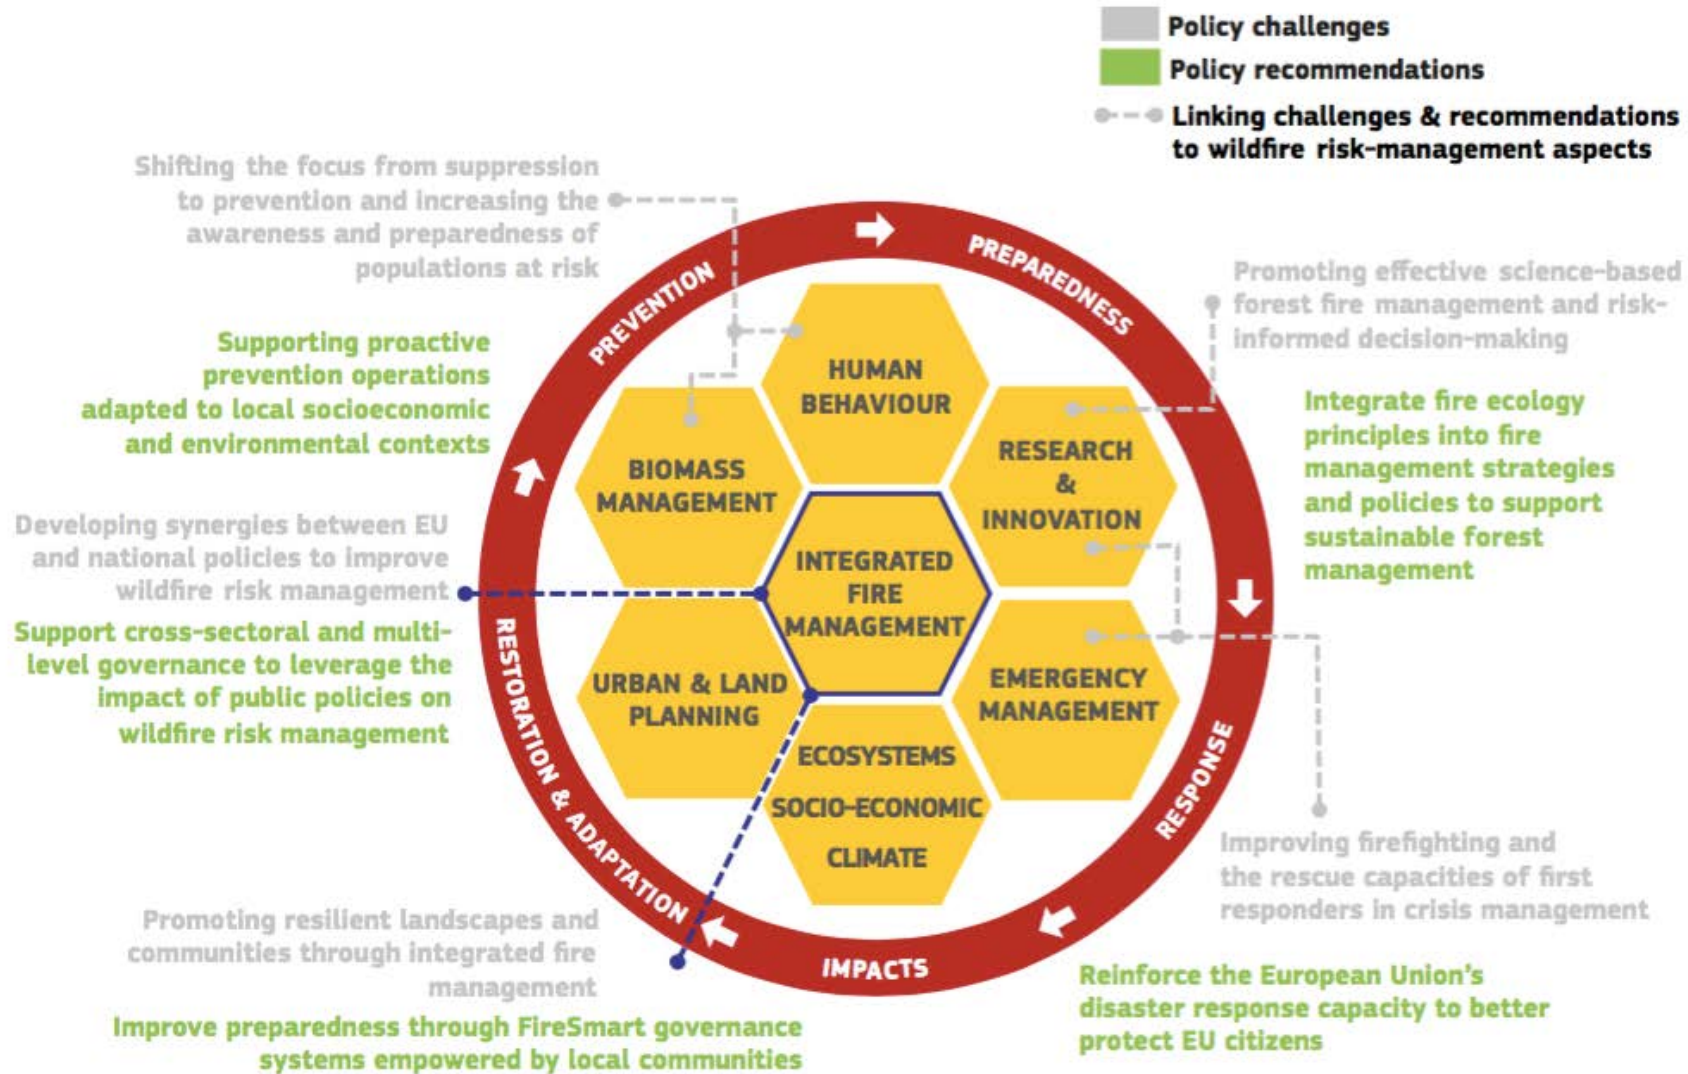 Policy challenges
Policy recommendations
Linking challenges & recommendations
to wildfire risk-management aspects
Shifting the focus from suppression
to prevention and increasing the
awareness and preparedness of
populations at risk
Supporting proactive
prevention operations
adapted to local socioeconomic
and environmental contexts
Developing synergies between EU
and national policies to improve
wildfire risk management
Support cross-sectoral and multi-
level governance to leverage the
impact of public policies on
wildfire risk management
Promoting resilient landscapes and
communities through integrated fire
management
Improve preparedness through FireSmart governance
systems empowered by local communities
PREVENTION
PREPAREDNESS
RESPONSE
IMPACTS
RESTORATION & ADAPTATION
HUMAN
BEHAVIOUR
BIOMASS
MANAGEMENT
RESEARCH
&
INNOVATION
INTEGRATED
FIRE
MANAGEMENT
URBAN & LAND
PLANNING
EMERGENCY
MANAGEMENT
ECOSYSTEMS
SOCIO-ECONOMIC
CLIMATE
Promoting effective science-based
forest fire management and risk-
informed decision-making
Integrate fire ecology
principles into fire
management strategies
and policies to support
sustainable forest
management
Improving firefighting and
the rescue capacities of first
responders in crisis management
Reinforce the European Union's
disaster response capacity to better
protect EU citizens